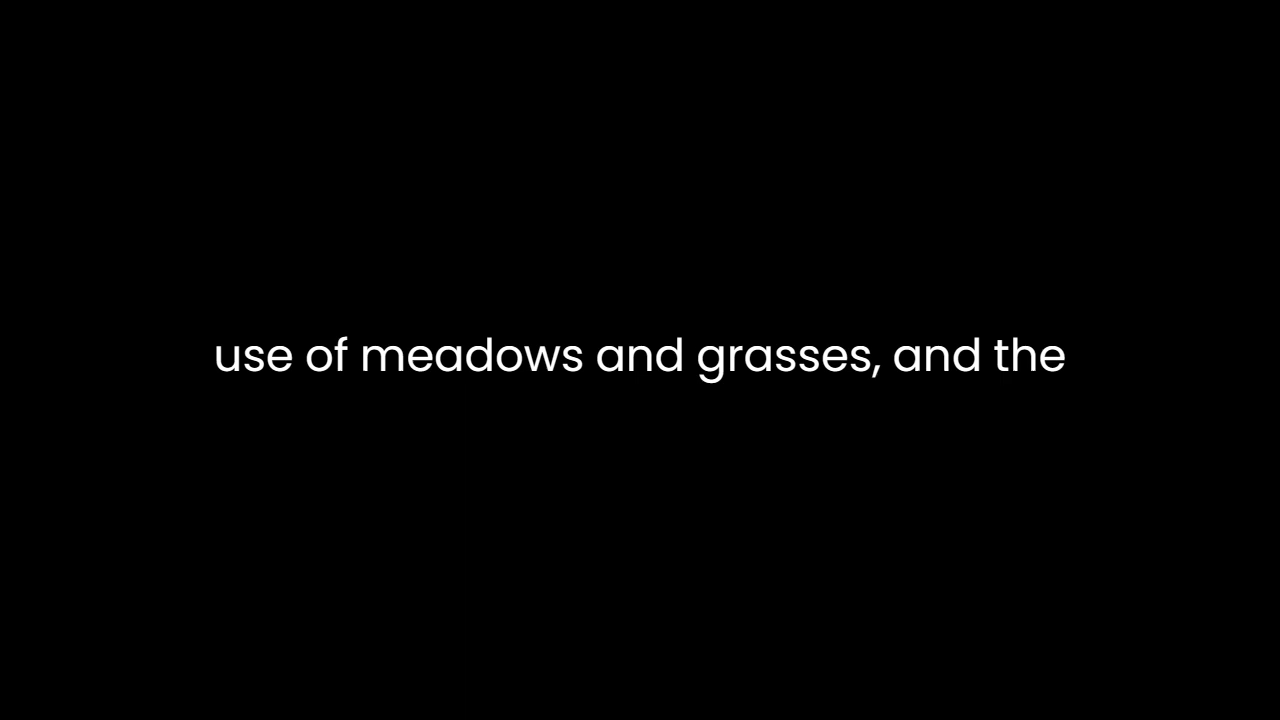 use of meadows and grasses, and the